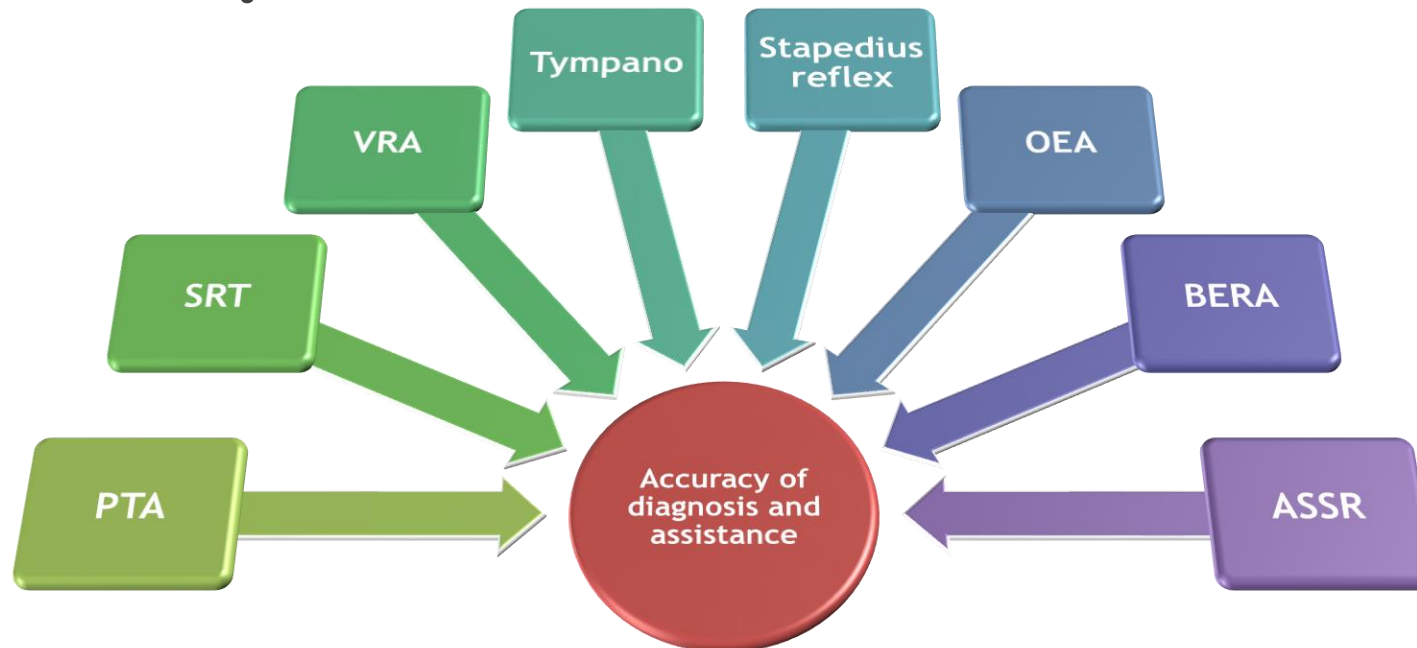 PTA
SRT
VRA
Tympano
Stapedius
reflex
OEA
BERA
ASSR
Accuracy of
diagnosis and
assistance